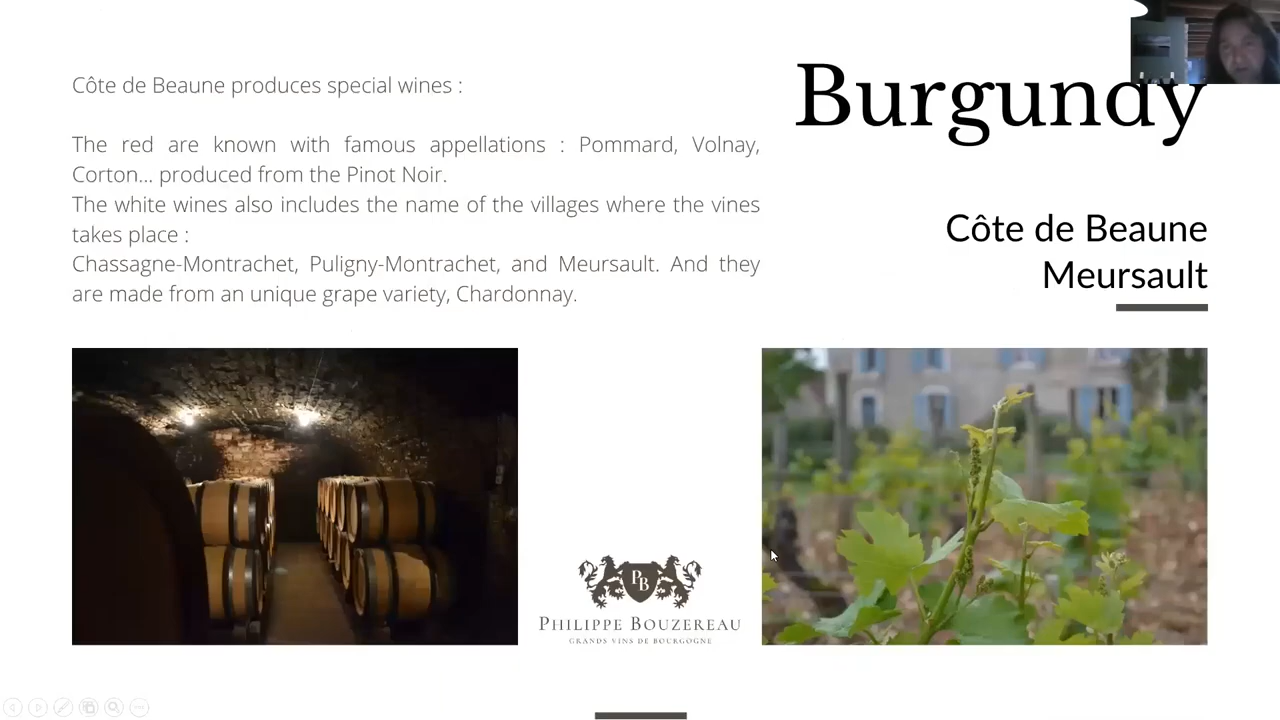 Burgundy
Côte de Beaune
Meursault
Côte de Beaune produces special wines :
The red are known with famous appellations : Pommard, Volnay,
Corton... produced from the Pinot Noir.
The white wines also includes the name of the villages where the vines
takes place :
Chassagne-Montrachet, Puligny-Montrachet, and Meursault. And they
are made from an unique grape variety, Chardonnay.
PB
PHILIPPE BOUZEREAU
GRANDS VINS DE BOURGOGNE